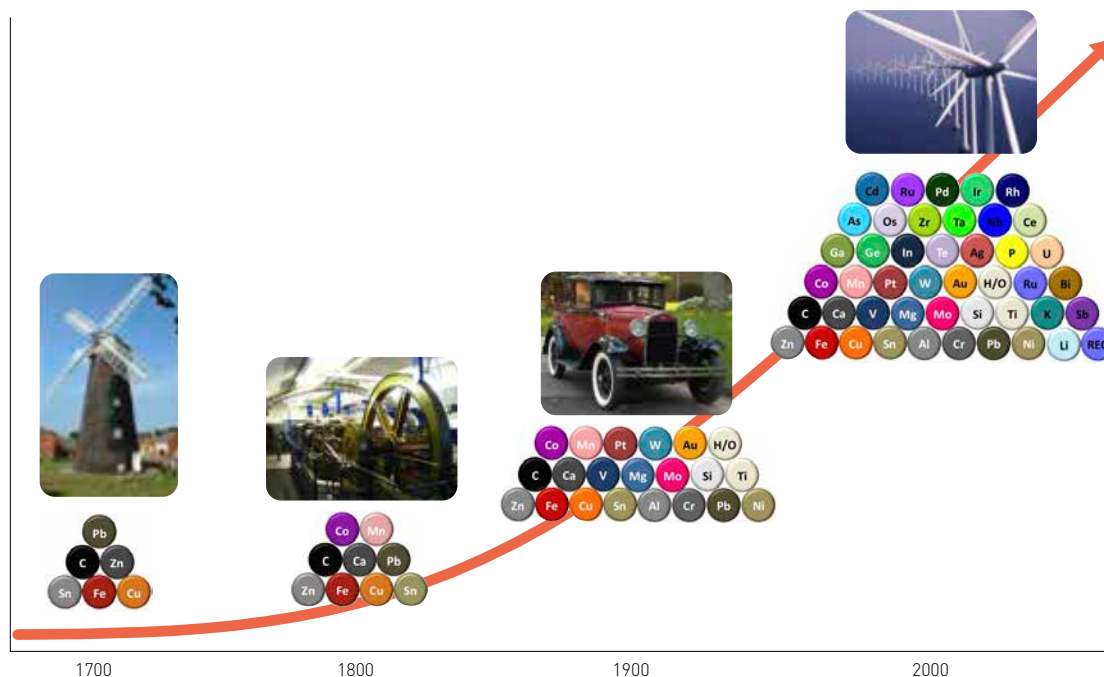 Cd Ru Pd Ir Rh
As Os Zr Ta Nb Ce
Ga Ge In Te Ag P U
Co Mn Pt W Au H/O Ru Bi
C Ca V Mg Mo Si Ti K Sb
Zn Fe Cu Sn Al Cr Pb Ni Li REO
Co Mn Pt W Au H/O
C Ca V Mg Mo Si Ti
Zn Fe Cu Sn Al Cr Pb Ni
Co Mn
C Ca Pb
Zn Fe Cu Sn
Pb
C Zn
Sn Fe Cu
1700 1800 1900 2000